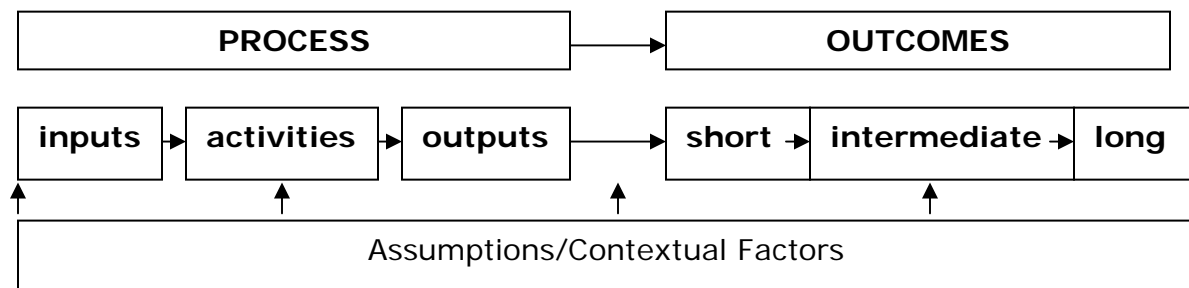 PROCESS OUTCOMES
inputs activities outputs short intermediate long
Assumptions/Contextual Factors